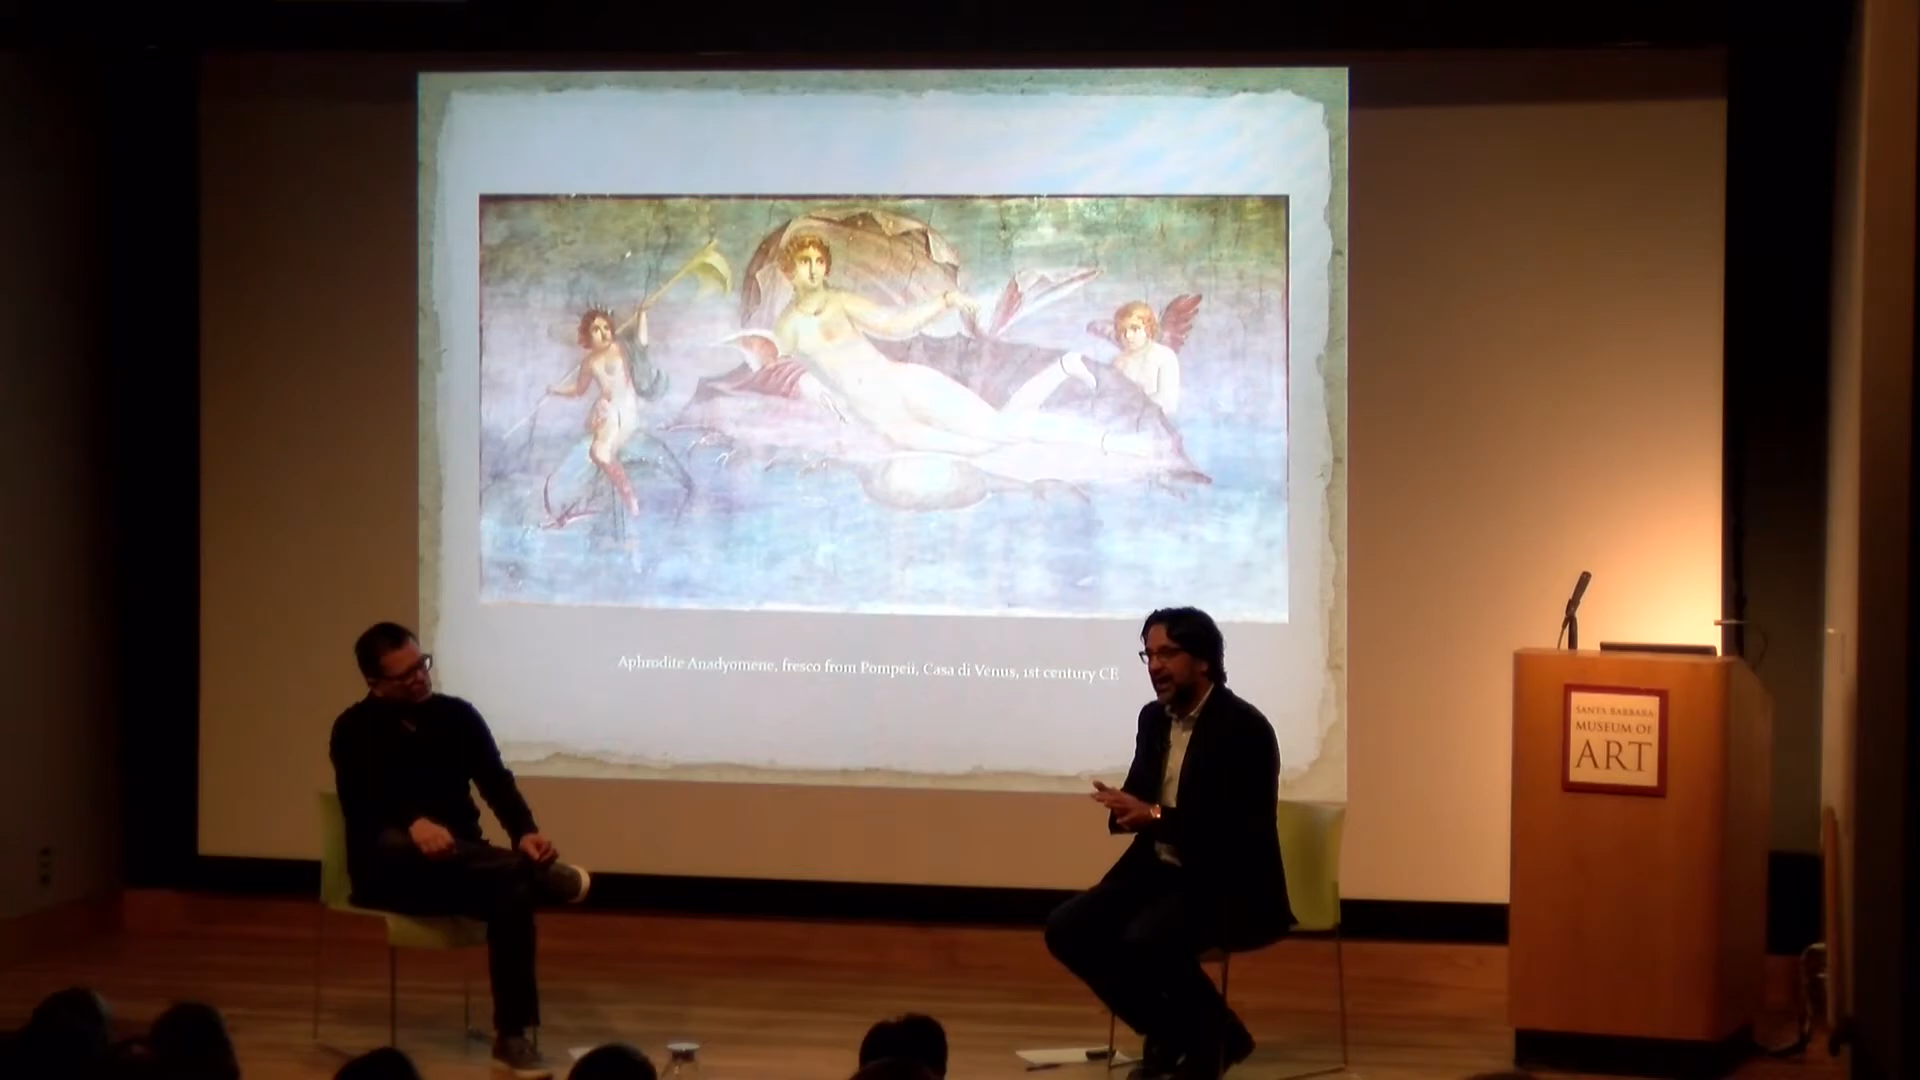 Aphrodite Anadyomene, fresco from Pompeii, Casa di Venus, 1st century CE
SANTA BARBARA
MUSEUM OF
ART